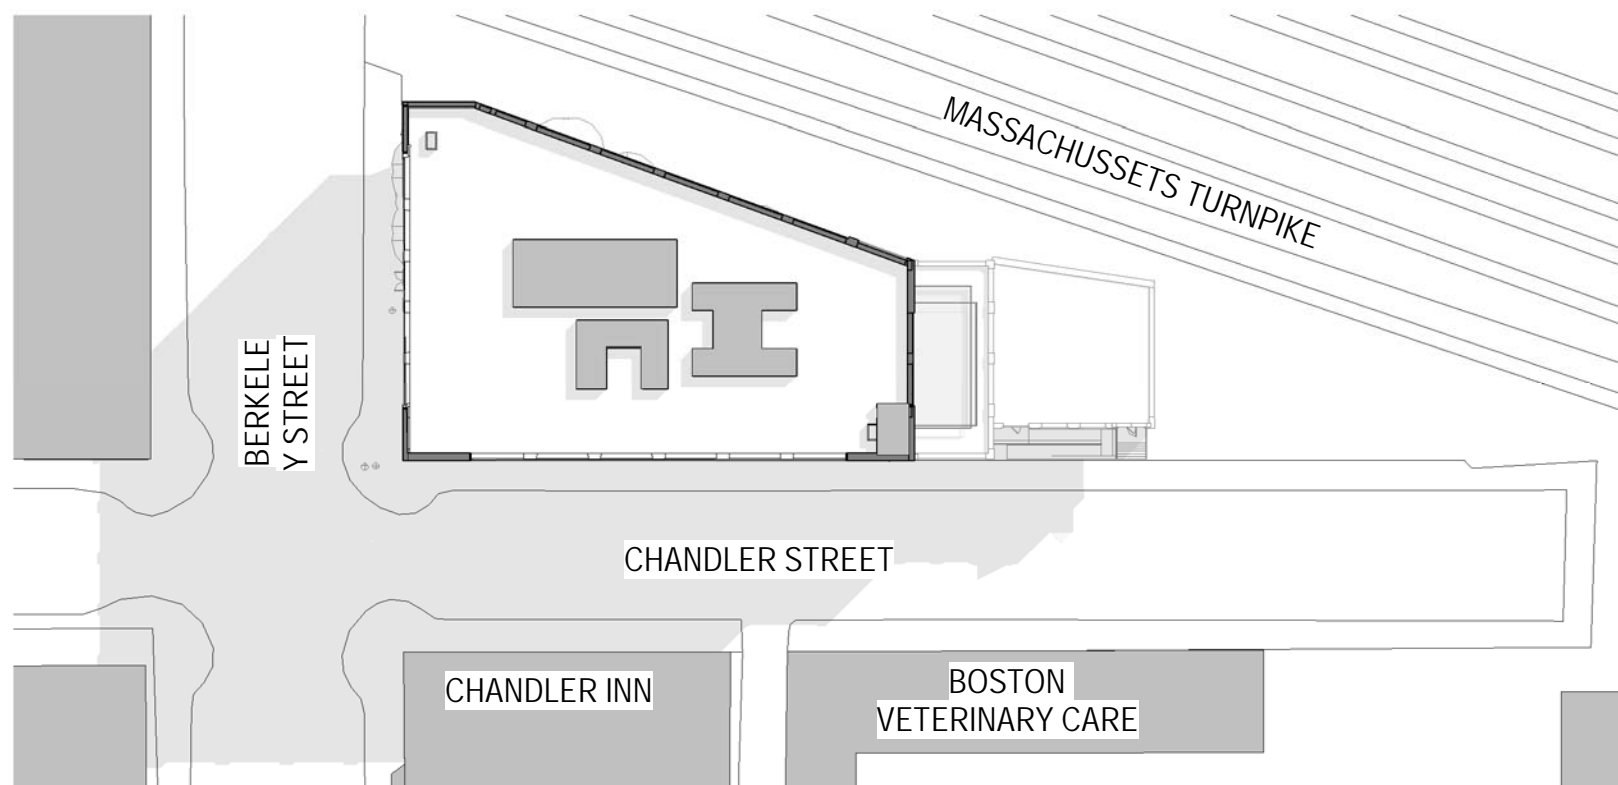 MASSACHUSSETS TURNPIKE
BERKELE
Y STREET
CHANDLER STREET
CHANDLER INN
BOSTON
VETERINARY CARE